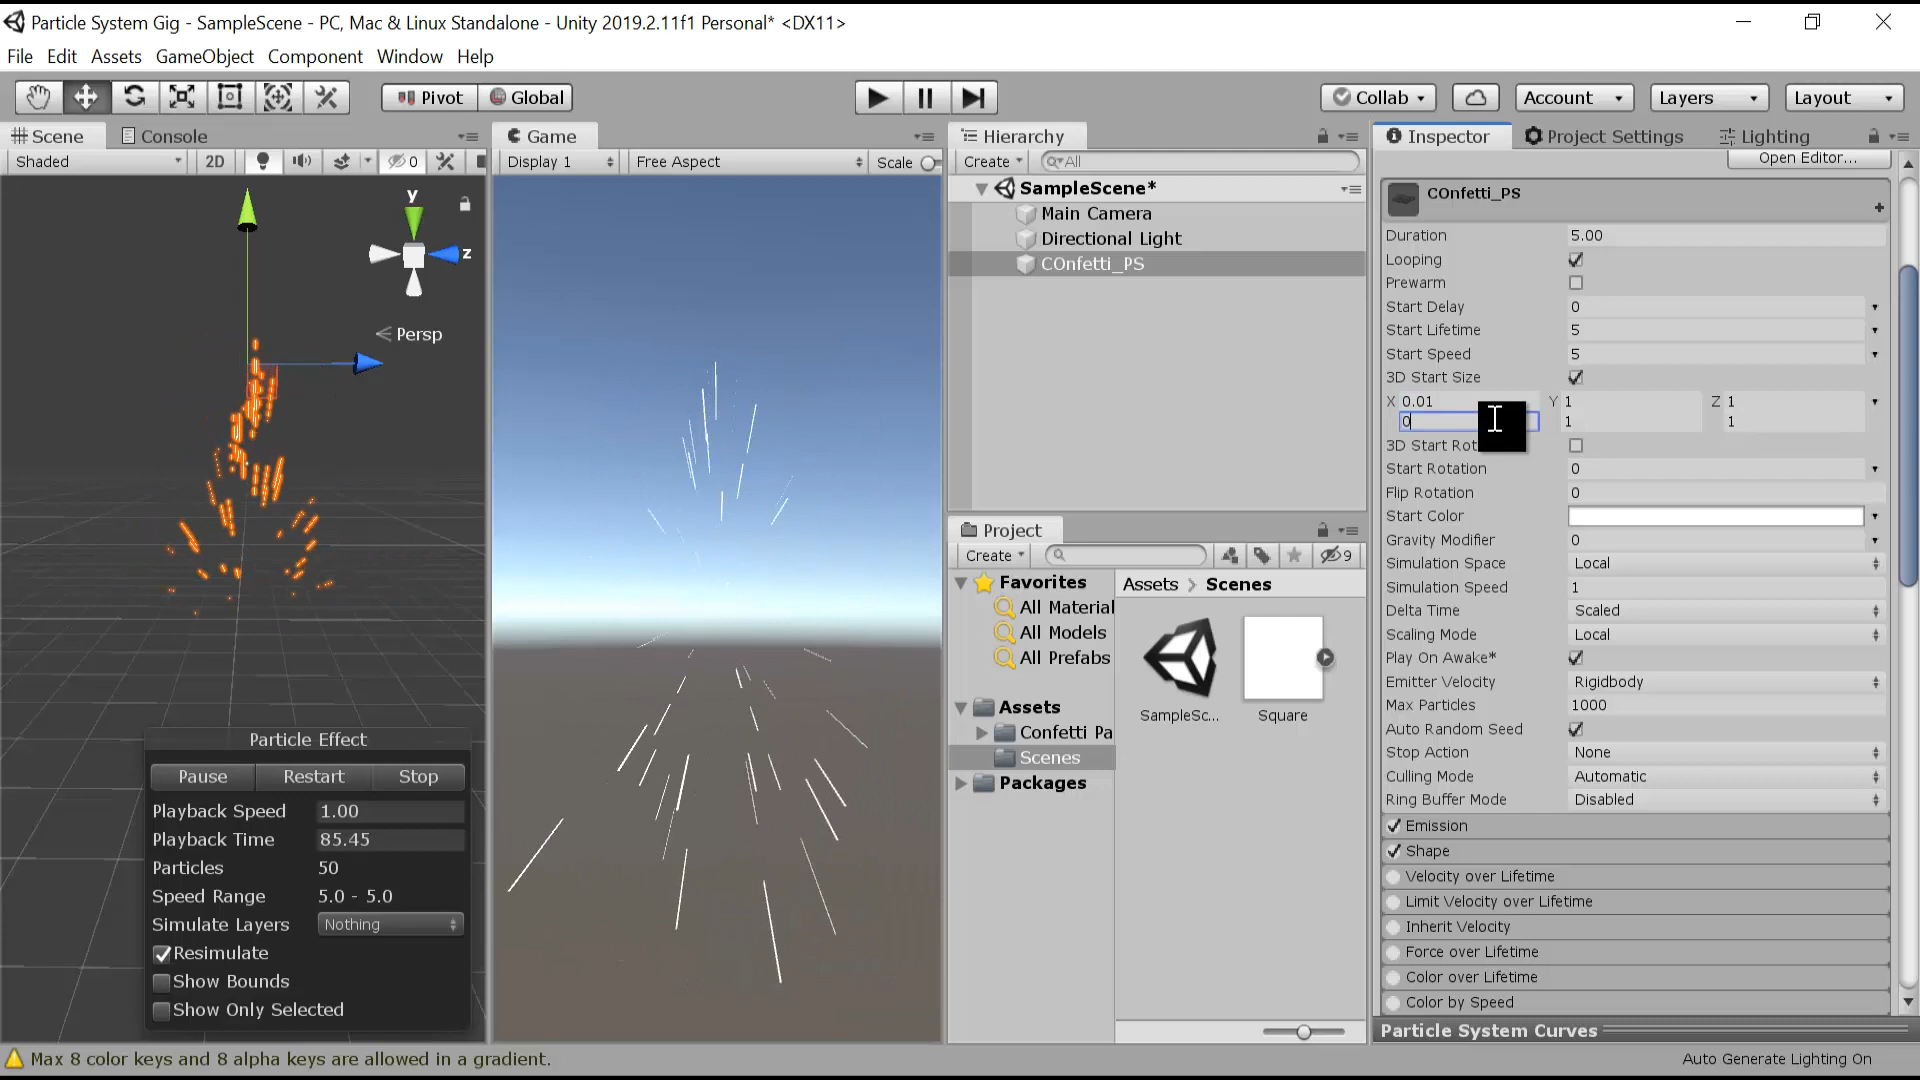 Particle System Gig - SampleScene - PC, Mac & Linux Standalone - Unity 2019.2.11f1 Personal* <DX11>
File Edit Assets GameObject Component Window Help
Pivot Global Collab Account Layers Layout
Scene Console
Shaded 2D 0
y
z
Persp
Particle Effect
Pause Restart Stop
Playback Speed 1.00
Playback Time 85.45
Particles 50
Speed Range 5.0 - 5.0
Simulate Layers Nothing
Resimulate
Show Bounds
Show Only Selected
Game
Display 1 Free Aspect Scale
Hierarchy
Create All
SampleScene*
Main Camera
Directional Light
COnfetti_PS
Project
Create 9
Favorites
All Material
All Models
All Prefabs
Assets
Confetti Pa
Scenes
Packages
Assets > Scenes
SampleSc... Square
Inspector Project Settings Lighting
Open Editor...
COnfetti_PS
Duration 5.00
Looping
Prewarm
Start Delay 0
Start Lifetime 5
Start Speed 5
3D Start Size
X 0.01 Y 1 Z 1
0 1 1
3D Start Rot
Start Rotation 0
Flip Rotation 0
Start Color
Gravity Modifier 0
Simulation Space Local
Simulation Speed 1
Delta Time Scaled
Scaling Mode Local
Play On Awake*
Emitter Velocity Rigidbody
Max Particles 1000
Auto Random Seed
Stop Action None
Culling Mode Automatic
Ring Buffer Mode Disabled
Emission
Shape
Velocity over Lifetime
Limit Velocity over Lifetime
Inherit Velocity
Force over Lifetime
Color over Lifetime
Color by Speed
Particle System Curves
Max 8 color keys and 8 alpha keys are allowed in a gradient.
Auto Generate Lighting On